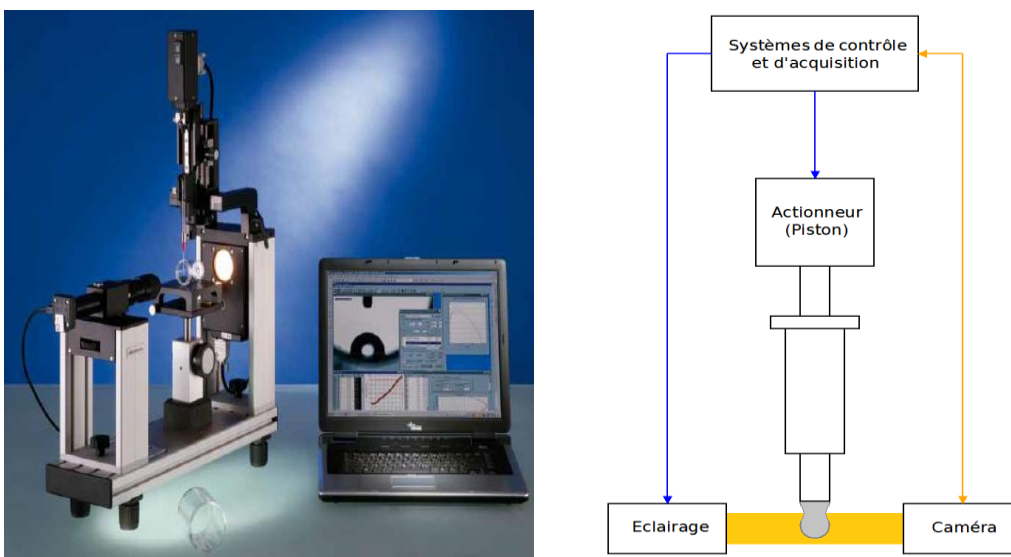 Systèmes de contrôle
et d'acquisition
Actionneur
(Piston)
Eclairage
Caméra